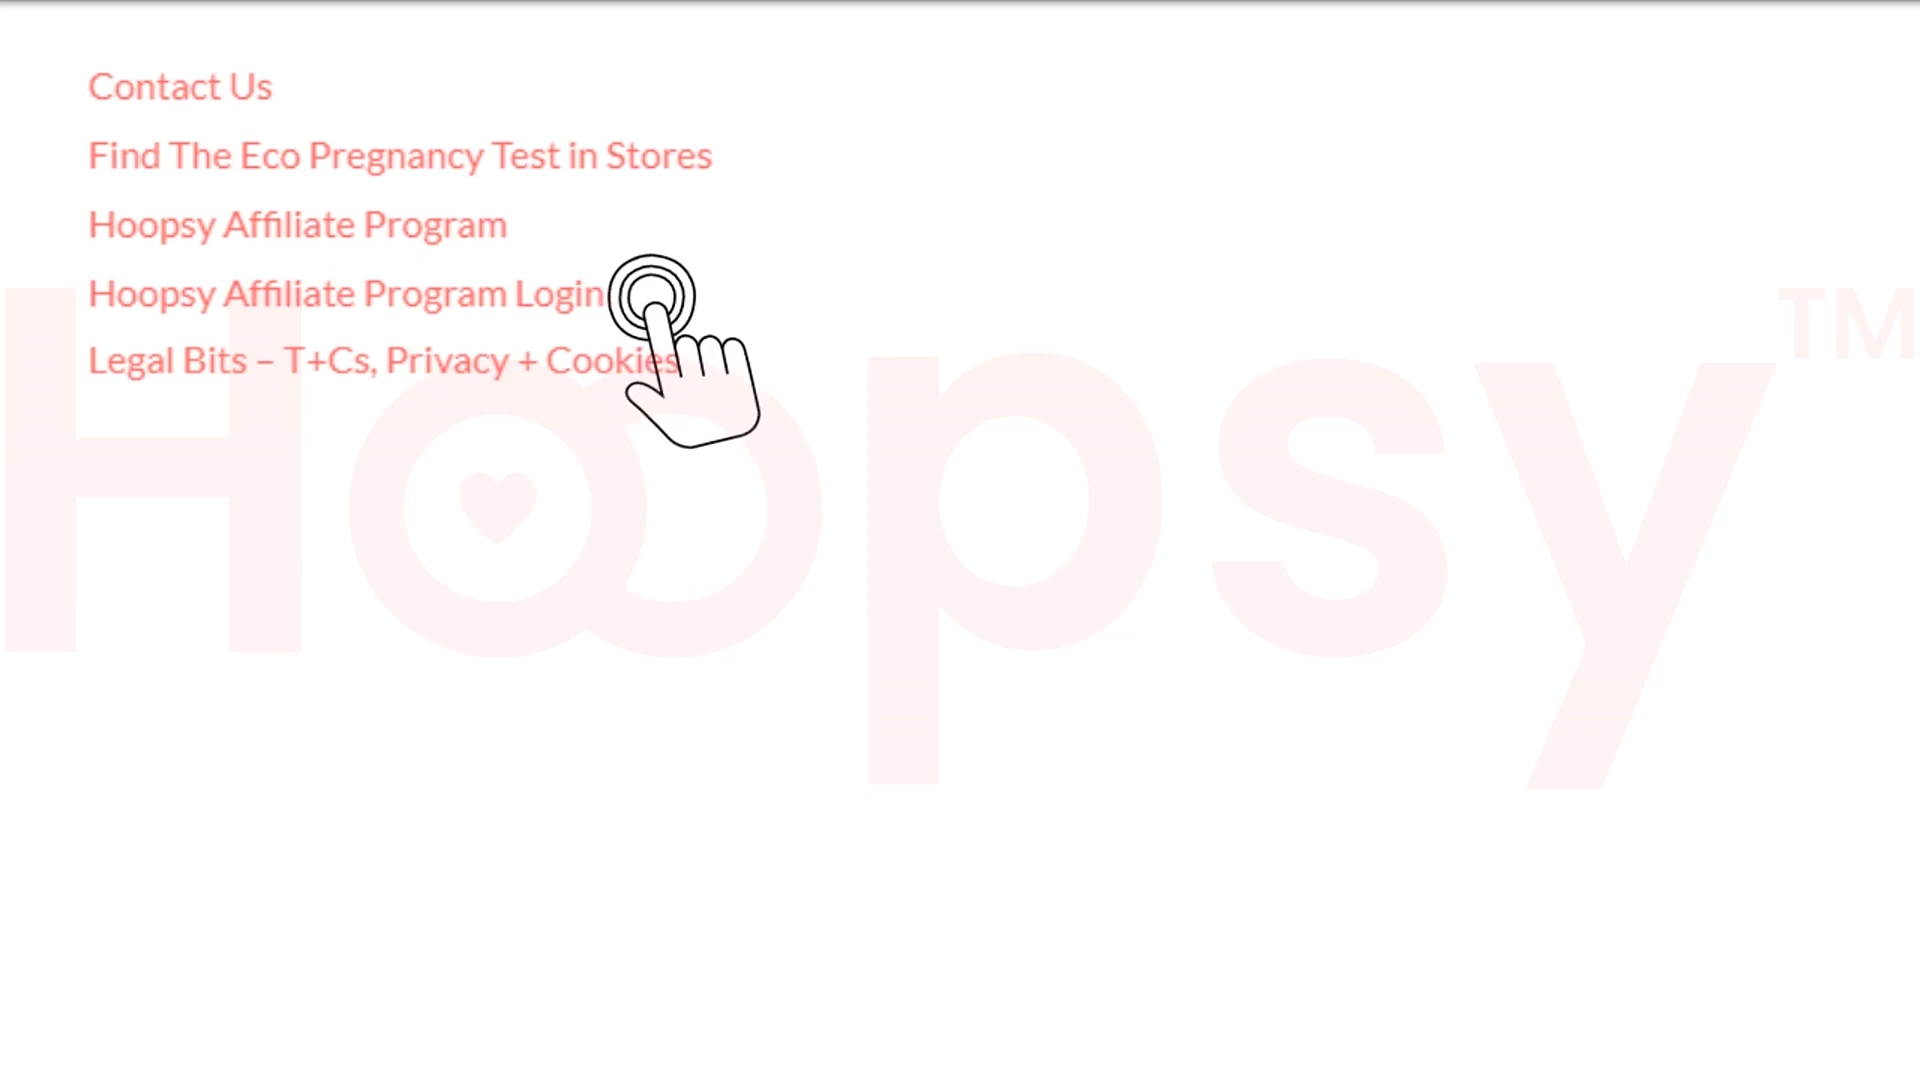 Contact Us
Find The Eco Pregnancy Test in Stores
Hoopsy Affiliate Program
Hoopsy Affiliate Program Login
Legal Bits – T+Cs, Privacy + Cookies
Hoopsy™